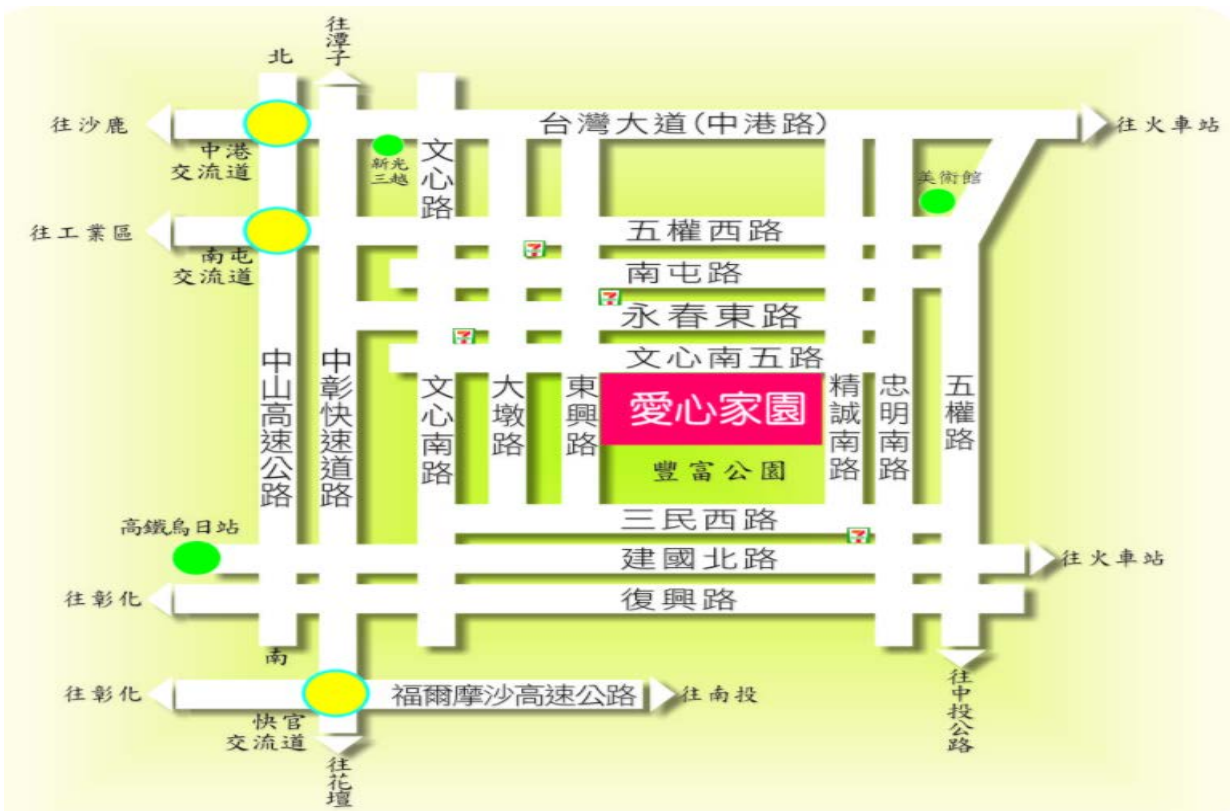 往潭子
北
往沙鹿
台灣大道(中港路)
往火車站
中港
交流道
新光
三越
文心路
美術館
往工業區
五權西路
南屯
交流道
南屯路
7
7
永春東路
7
文心南五路
中山高速公路
中彰快速道路
文心南路
大墩路
東興路
愛心家園
精誠南路
忠明南路
五權路
豐富公園
三民西路
高鐵烏日站
7
建國北路
往火車站
往彰化
復興路
南
往彰化
福爾摩沙高速公路
往南投
往中投公路
快官
交流道
往花壇